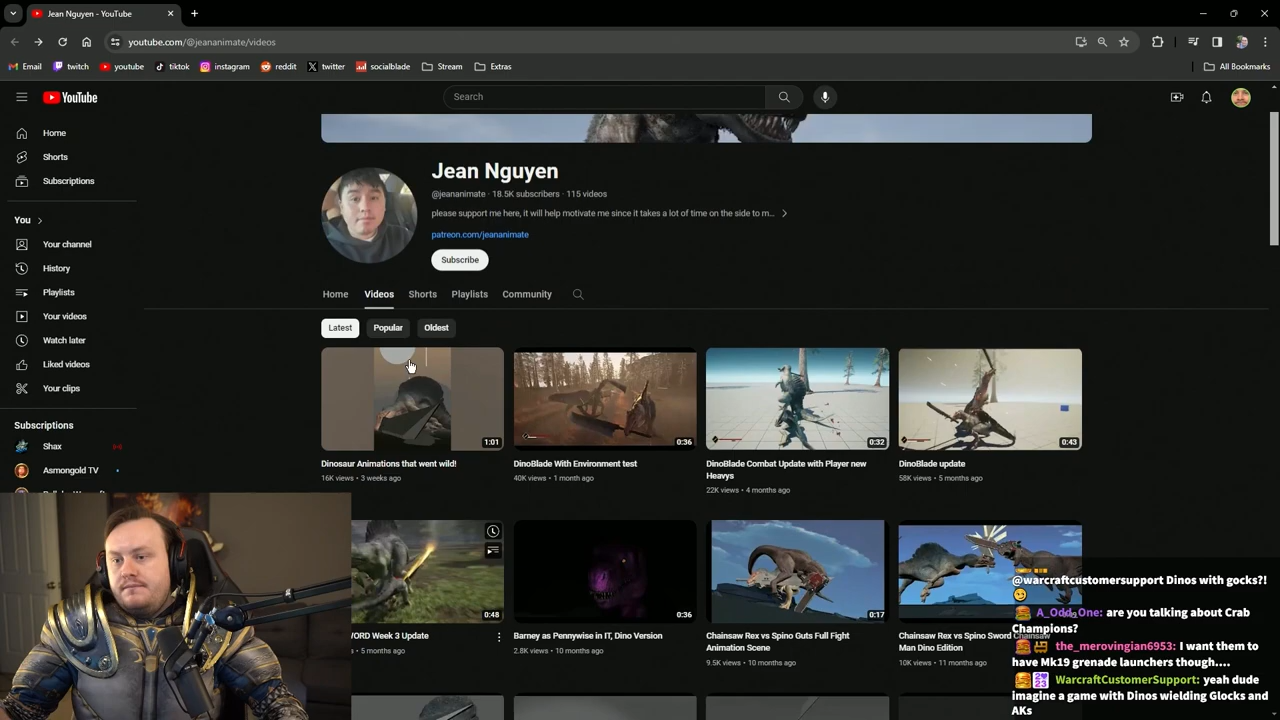 Jean Nguyen - YouTube
youtube.com/@jeananimate/videos
Email
twitch
youtube
tiktok
instagram
reddit
twitter
socialblade
Stream
Extras
All Bookmarks
YouTube
Search
Home
Shorts
Subscriptions
You
Your channel
History
Playlists
Your videos
Watch later
Liked videos
Your clips
Subscriptions
Shax
Asmongold TV
Jean Nguyen
@jeananimate · 18.5K subscribers · 115 videos
please support me here, it will help motivate me since it takes a lot of time on the side to m...
patreon.com/jeananimate
Subscribe
Home
Videos
Shorts
Playlists
Community
Latest
Popular
Oldest
1:01
0:36
0:32
0:43
Dinosaur Animations that went wild!
16K views • 3 weeks ago
DinoBlade With Environment test
40K views • 1 month ago
DinoBlade Combat Update with Player new
Heavys
22K views • 4 months ago
DinoBlade update
58K views • 5 months ago
0:48
0:36
0:17
WORD Week 3 Update
• 5 months ago
Barney as Pennywise in IT, Dino Version
2.8K views • 10 months ago
Chainsaw Rex vs Spino Guts Full Fight
Animation Scene
9.5K views • 10 months ago
Chainsaw Rex vs Spino Sword Chainsaw
Man Dino Edition
10K views • 11 months ago
@warcraftcustomersupport Dinos with gocks?!
A_Odd_One: are you talking about Crab
Champions?
the_merovingian6953: I want them to
have Mk19 grenade launchers though....
WarcraftCustomerSupport: yeah dude
imagine a game with Dinos wielding Glocks and
AKs